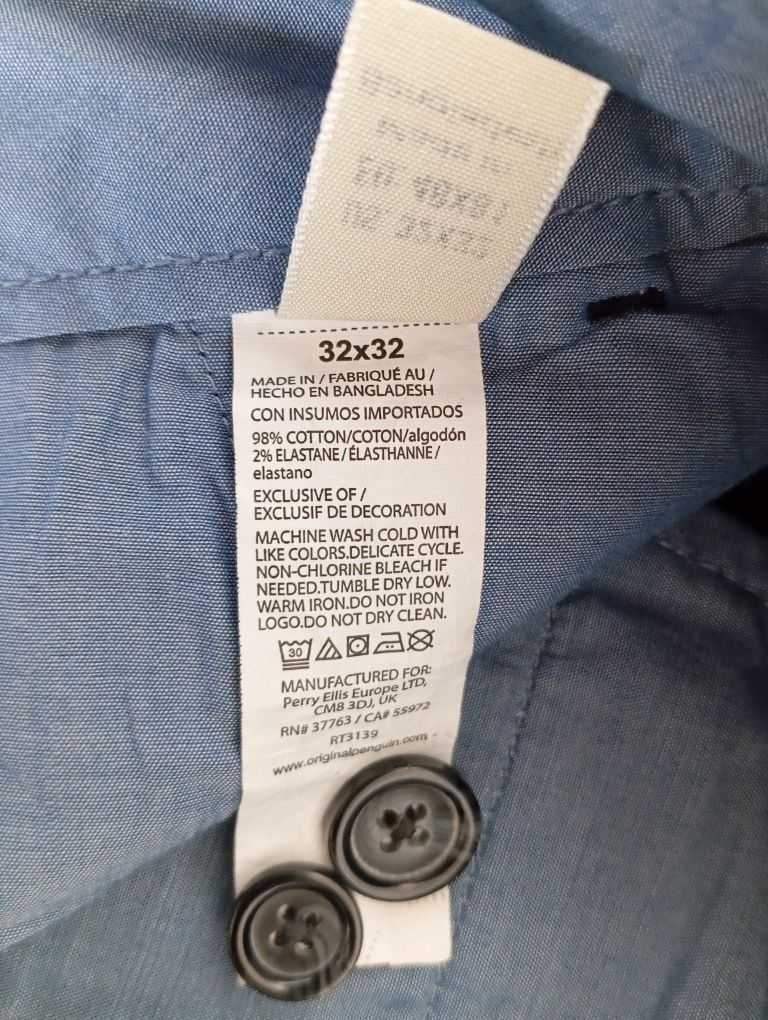 32x32
MADE IN / FABRIQUÉ AU /
HECHO EN BANGLADESH
CON INSUMOS IMPORTADOS
98% COTTON/COTON/algodón
2% ELASTANE/ÉLASTHANNE/
elastano
EXCLUSIVE OF /
EXCLUSIF DE DECORATION
MACHINE WASH COLD WITH
LIKE COLORS.DELICATE CYCLE.
NON-CHLORINE BLEACH IF
NEEDED.TUMBLE DRY LOW.
WARM IRON.DO NOT IRON
LOGO.DO NOT DRY CLEAN.
30
MANUFACTURED FOR:
Perry Ellis Europe LTD,
CM8 3DJ, UK
RN# 37763 / CA# 55972
RT3139
www.originalpenguin.com